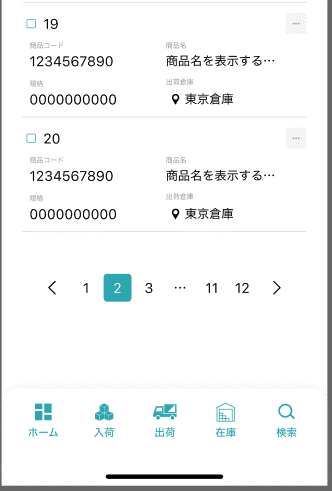 19
…
商品コード 商品名
1234567890 商品名を表示する…
規格 出荷倉庫
0000000000 東京倉庫
20
…
商品コード 商品名
1234567890 商品名を表示する…
規格 出荷倉庫
0000000000 東京倉庫
1 2 3 … 11 12
ホーム 入荷 出荷 在庫 検索